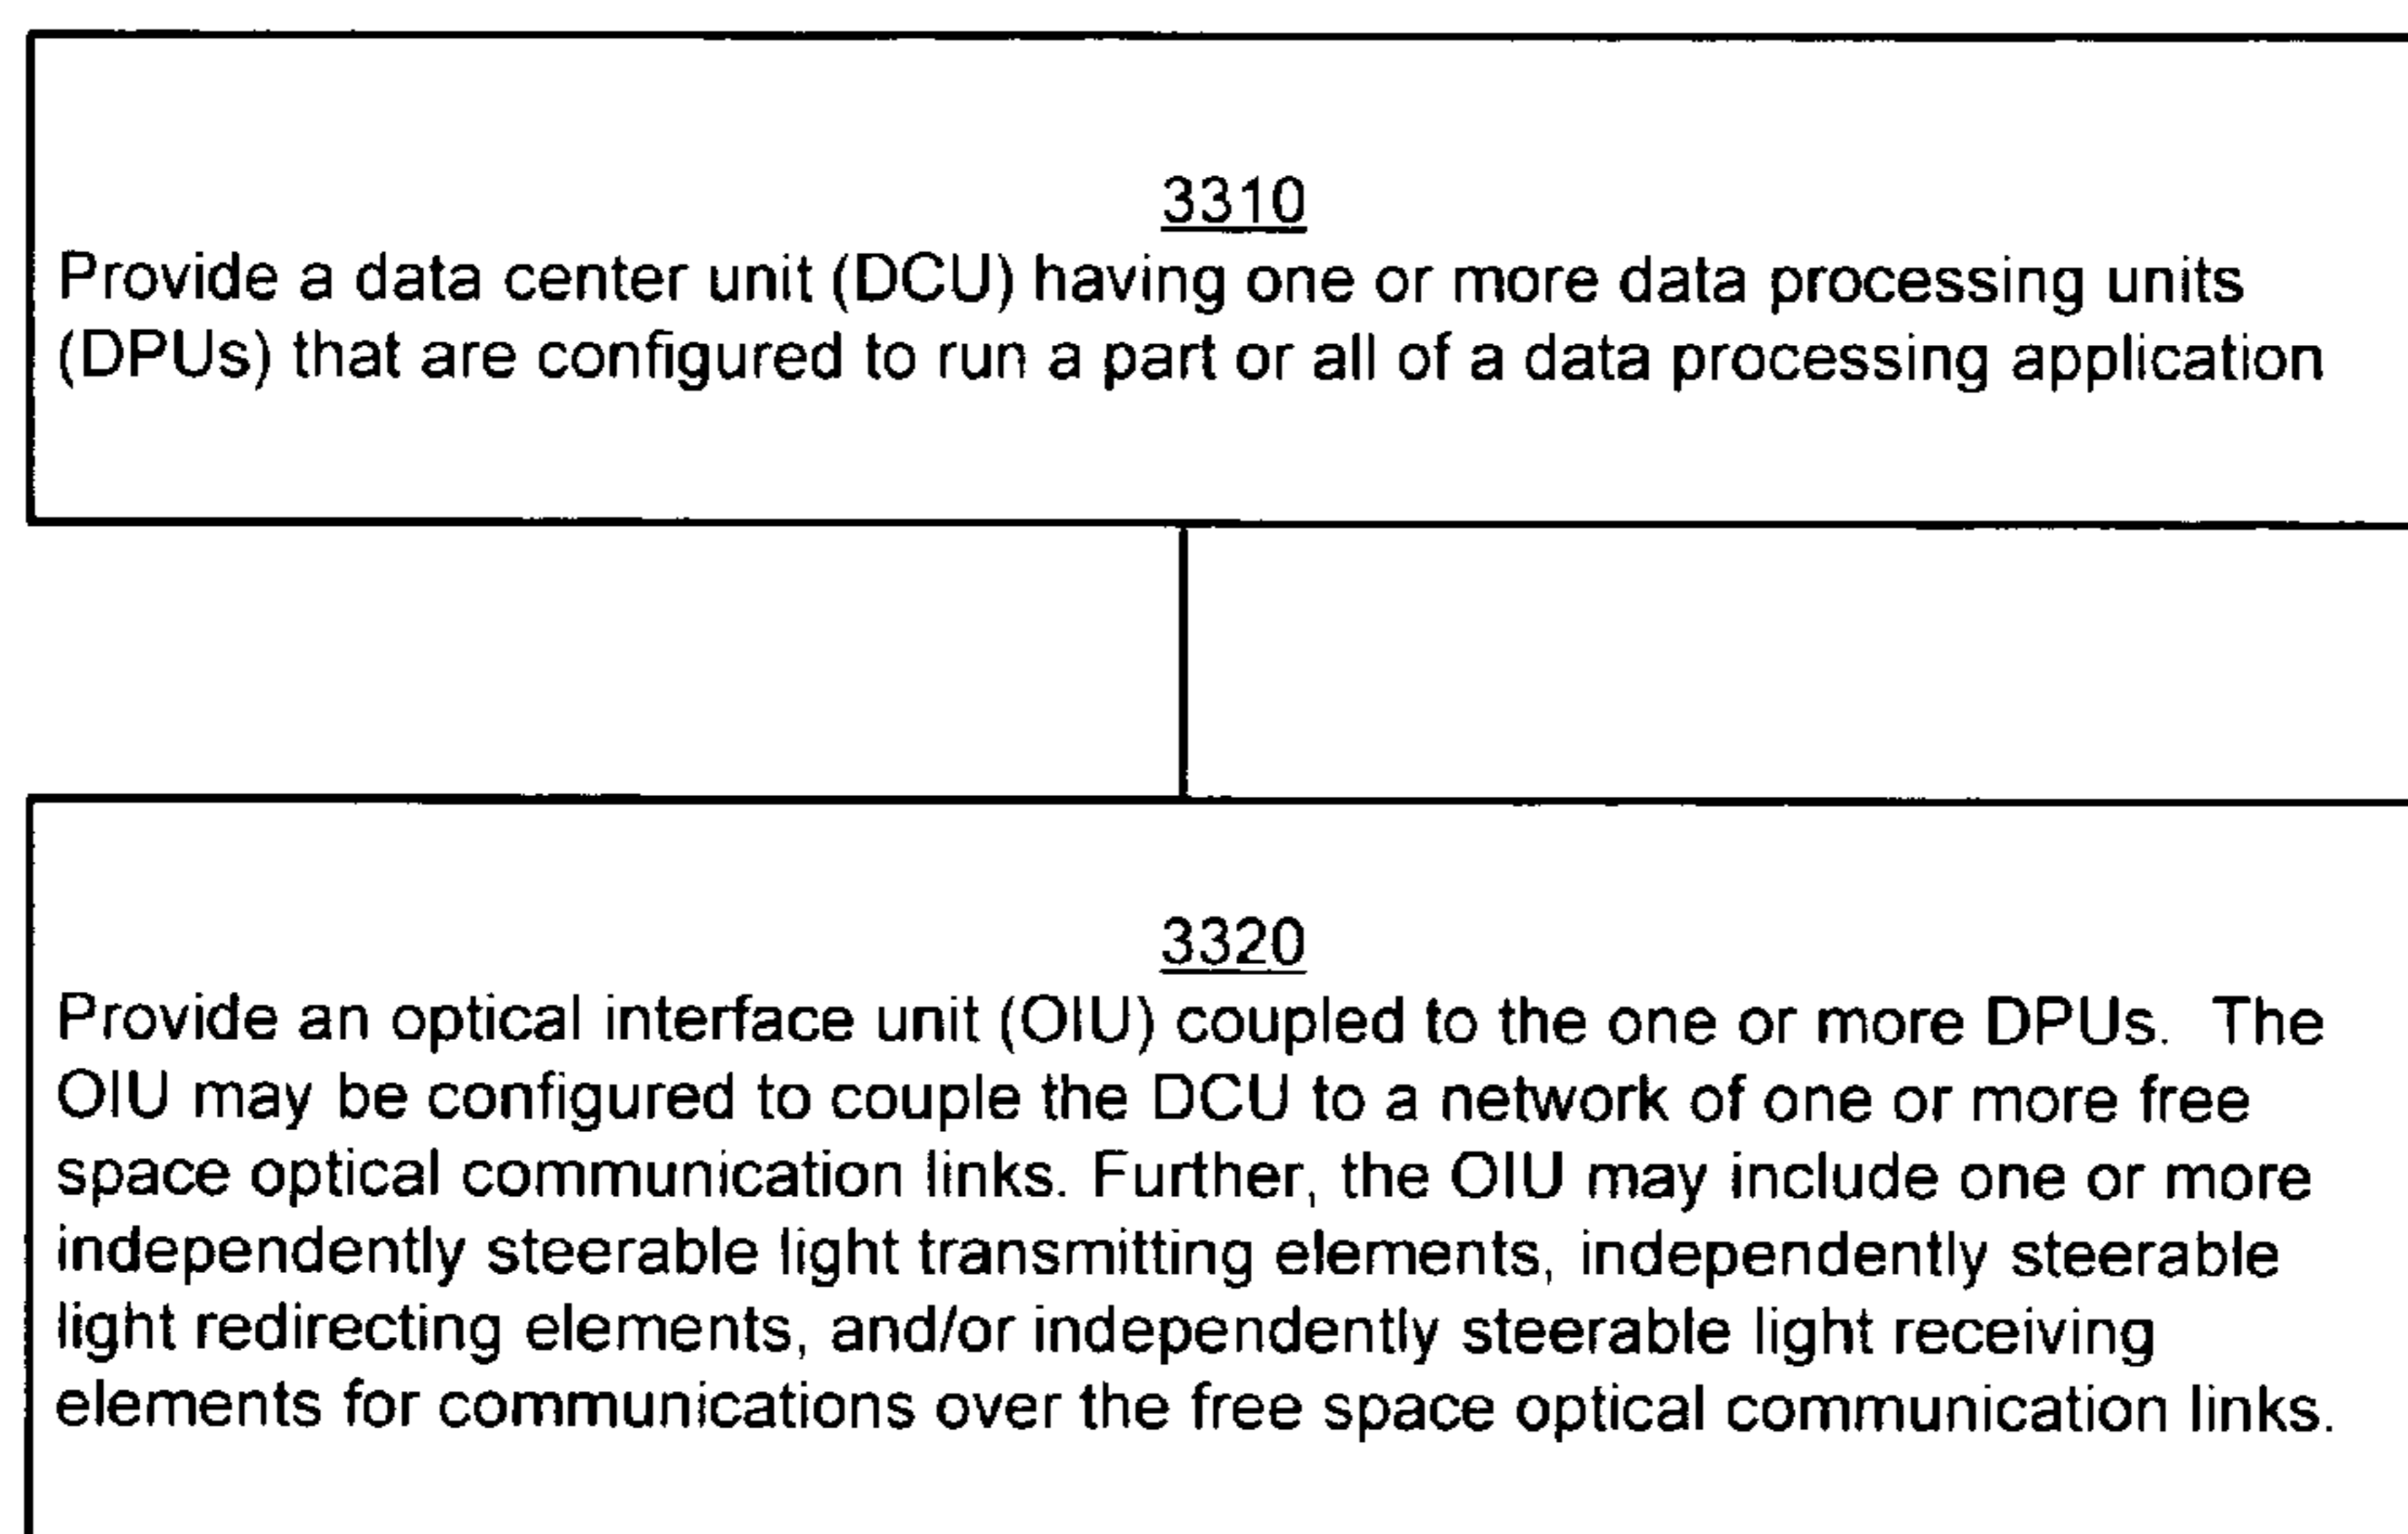 3310
Provide a data center unit (DCU) having one or more data processing units
(DPUs) that are configured to run a part or all of a data processing application
3320
Provide an optical interface unit (OIU) coupled to the one or more DPUs. The
OIU may be configured to couple the DCU to a network of one or more free
space optical communication links. Further, the OIU may include one or more
independently steerable light transmitting elements, independently steerable
light redirecting elements, and/or independently steerable light receiving
elements for communications over the free space optical communication links.